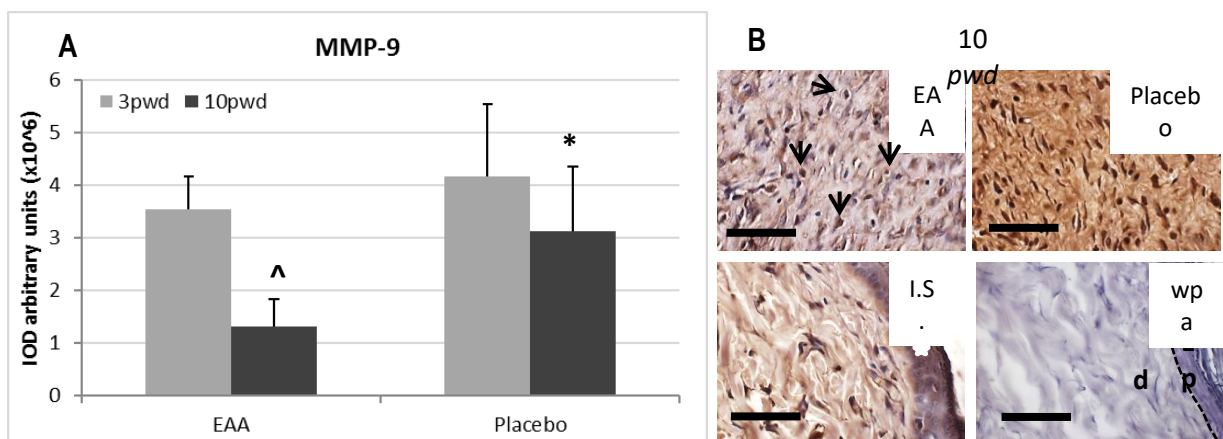 A
MMP-9
IOD arbitrary units (x10^6)
6
5
4
3
2
1
0
3pwd
10pwd
^
*
EAA
Placebo
B
10
pwd
EA
A
Placeb
o
I.S
.
wp
a
d
p